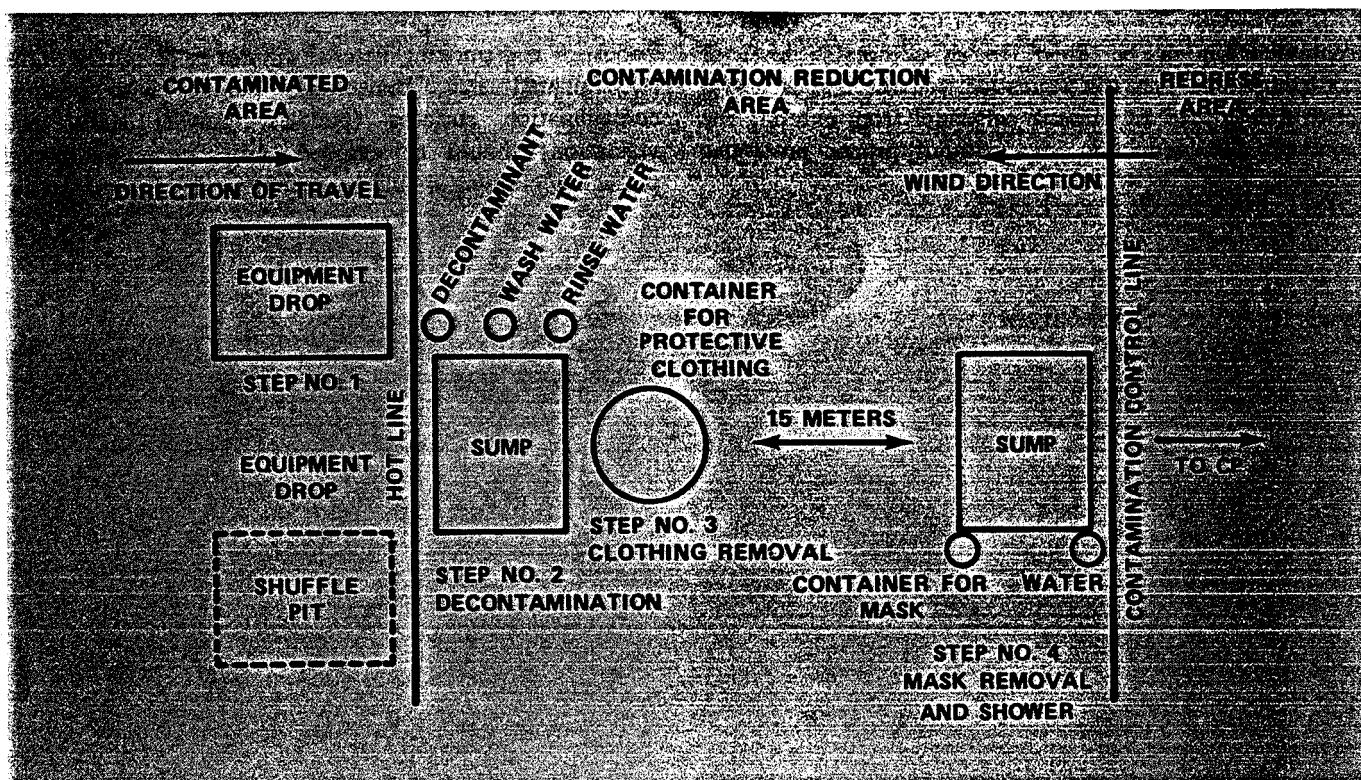 CONTAMINATED
AREA
CONTAMINATION REDUCTION
AREA
REDRESS
AREA
DIRECTION OF TRAVEL
WIND DIRECTION
DECONTAMINANT
WASH WATER
RINSE WATER
EQUIPMENT
DROP
STEP NO. 1
CONTAINER
FOR
PROTECTIVE
CLOTHING
HOT LINE
SUMP
15 METERS
SUMP
CONTAMINATION CONTROL LINE
TO CP
EQUIPMENT
DROP
STEP NO. 3
CLOTHING REMOVAL
SHUFFLE
PIT
STEP NO. 2
DECONTAMINATION
CONTAINER FOR
MASK
WATER
STEP NO. 4
MASK REMOVAL
AND SHOWER